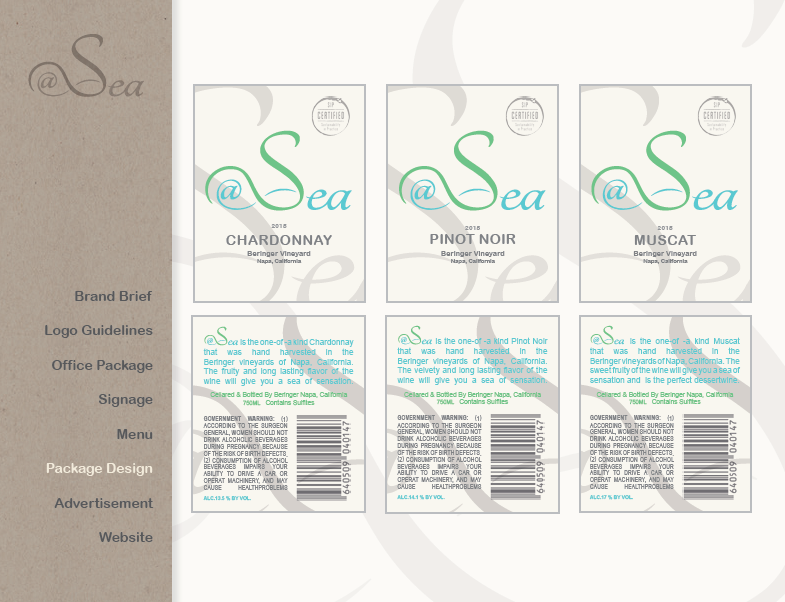 @Sea
Brand Brief
Logo Guidelines
Office Package
Signage
Menu
Package Design
Advertisement
Website
CERTIFIED
@Sea
2016
CHARDONNAY
Beringer Vineyard
Napa, California
CERTIFIED
@Sea
2016
PINOT NOIR
Beringer Vineyard
Napa, California
CERTIFIED
@Sea
2016
MUSCAT
Beringer Vineyard
Napa, California
@Sea is the one-of -a kind Chardonnay
that was hand harvested in the
Beringer vineyards of Napa, California.
The fruity and long lasting flavor of the
wine will give you a sea of sensation.
Cellared & Bottled By Beringer Napa, California
750ML Contains Sulfites
GOVERNMENT WARNING: (1)
ACCORDING TO THE SURGEON
GENERAL, WOMEN SHOULD NOT
DRINK ALCOHOLIC BEVERAGES
DURING PREGNANCY BECAUSE
OF THE RISK OF BIRTH DEFECTS.
(2) CONSUMPTION OF ALCOHOL
BEVERAGES IMPAIRS YOUR
ABILITY TO DRIVE A CAR OR
OPERAT MACHINERY, AND MAY
CAUSE HEALTHPROBLEMS
ALC.13.5 % BY VOL.
640509 040147
@Sea is the one-of -a kind Pinot Noir
that was hand harvested in the
Beringer vineyards of Napa, California.
The velvety and long lasting flavor of the
wine will give you a sea of sensation.
Cellared & Bottled By Beringer Napa, California
750ML Contains Sulfites
GOVERNMENT WARNING: (1)
ACCORDING TO THE SURGEON
GENERAL, WOMEN SHOULD NOT
DRINK ALCOHOLIC BEVERAGES
DURING PREGNANCY BECAUSE
OF THE RISK OF BIRTH DEFECTS.
(2) CONSUMPTION OF ALCOHOL
BEVERAGES IMPAIRS YOUR
ABILITY TO DRIVE A CAR OR
OPERAT MACHINERY, AND MAY
CAUSE HEALTHPROBLEMS
ALC.14.1 % BY VOL.
640509 040147
@Sea is the one-of -a kind Muscat
that was hand harvested in the
Beringer vineyards of Napa, California. The
sweet fruity of the wine will give you a sea of
sensation and is the perfect dessertwine.
Cellared & Bottled By Beringer Napa, California
750ML Contains Sulfites
GOVERNMENT WARNING: (1)
ACCORDING TO THE SURGEON
GENERAL, WOMEN SHOULD NOT
DRINK ALCOHOLIC BEVERAGES
DURING PREGNANCY BECAUSE
OF THE RISK OF BIRTH DEFECTS.
(2) CONSUMPTION OF ALCOHOL
BEVERAGES IMPAIRS YOUR
ABILITY TO DRIVE A CAR OR
OPERAT MACHINERY, AND MAY
CAUSE HEALTHPROBLEMS
ALC.17 % BY VOL.
640509 040147